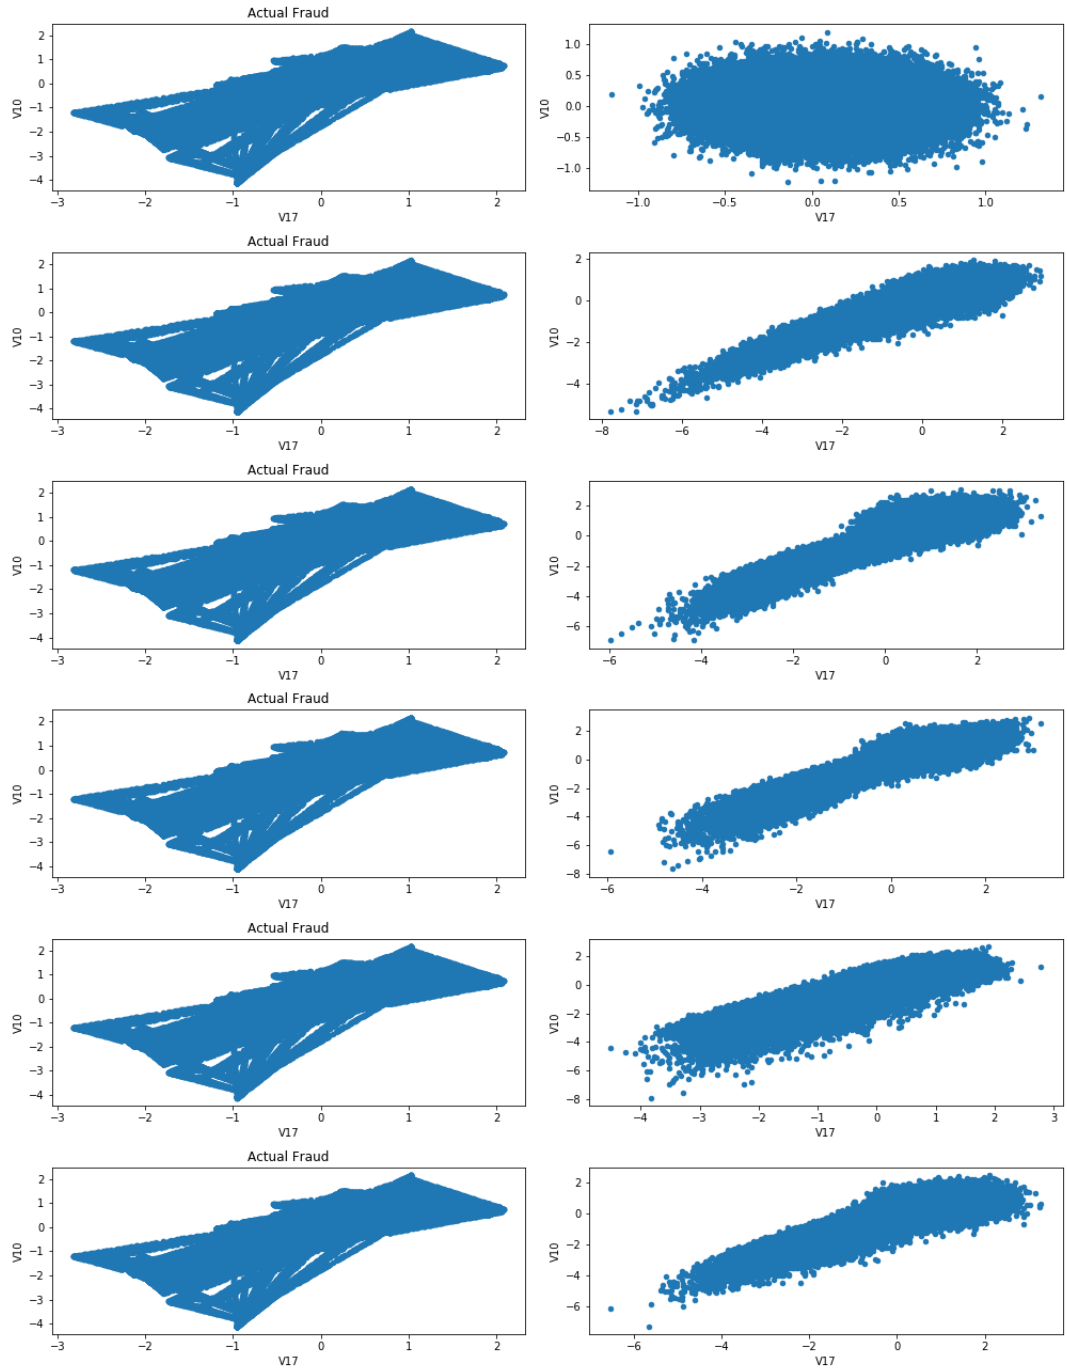 Actual Fraud
2
1
0
−1
−2
−3
−4
V10
−3 −2 −1 0 1 2
V17
1.0
0.5
0.0
−0.5
−1.0
V10
−1.0 −0.5 0.0 0.5 1.0
V17
Actual Fraud
2
1
0
−1
−2
−3
−4
V10
−3 −2 −1 0 1 2
V17
2
0
−2
−4
V10
−8 −6 −4 −2 0 2
V17
Actual Fraud
2
1
0
−1
−2
−3
−4
V10
−3 −2 −1 0 1 2
V17
2
0
−2
−4
−6
V10
−6 −4 −2 0 2
V17
Actual Fraud
2
1
0
−1
−2
−3
−4
V10
−3 −2 −1 0 1 2
V17
2
0
−2
−4
−6
−8
V10
−6 −4 −2 0 2
V17
Actual Fraud
2
1
0
−1
−2
−3
−4
V10
−3 −2 −1 0 1 2
V17
2
0
−2
−4
−6
−8
V10
−4 −3 −2 −1 0 1 2 3
V17
Actual Fraud
2
1
0
−1
−2
−3
−4
V10
−3 −2 −1 0 1 2
V17
2
0
−2
−4
−6
V10
−6 −4 −2 0 2
V17